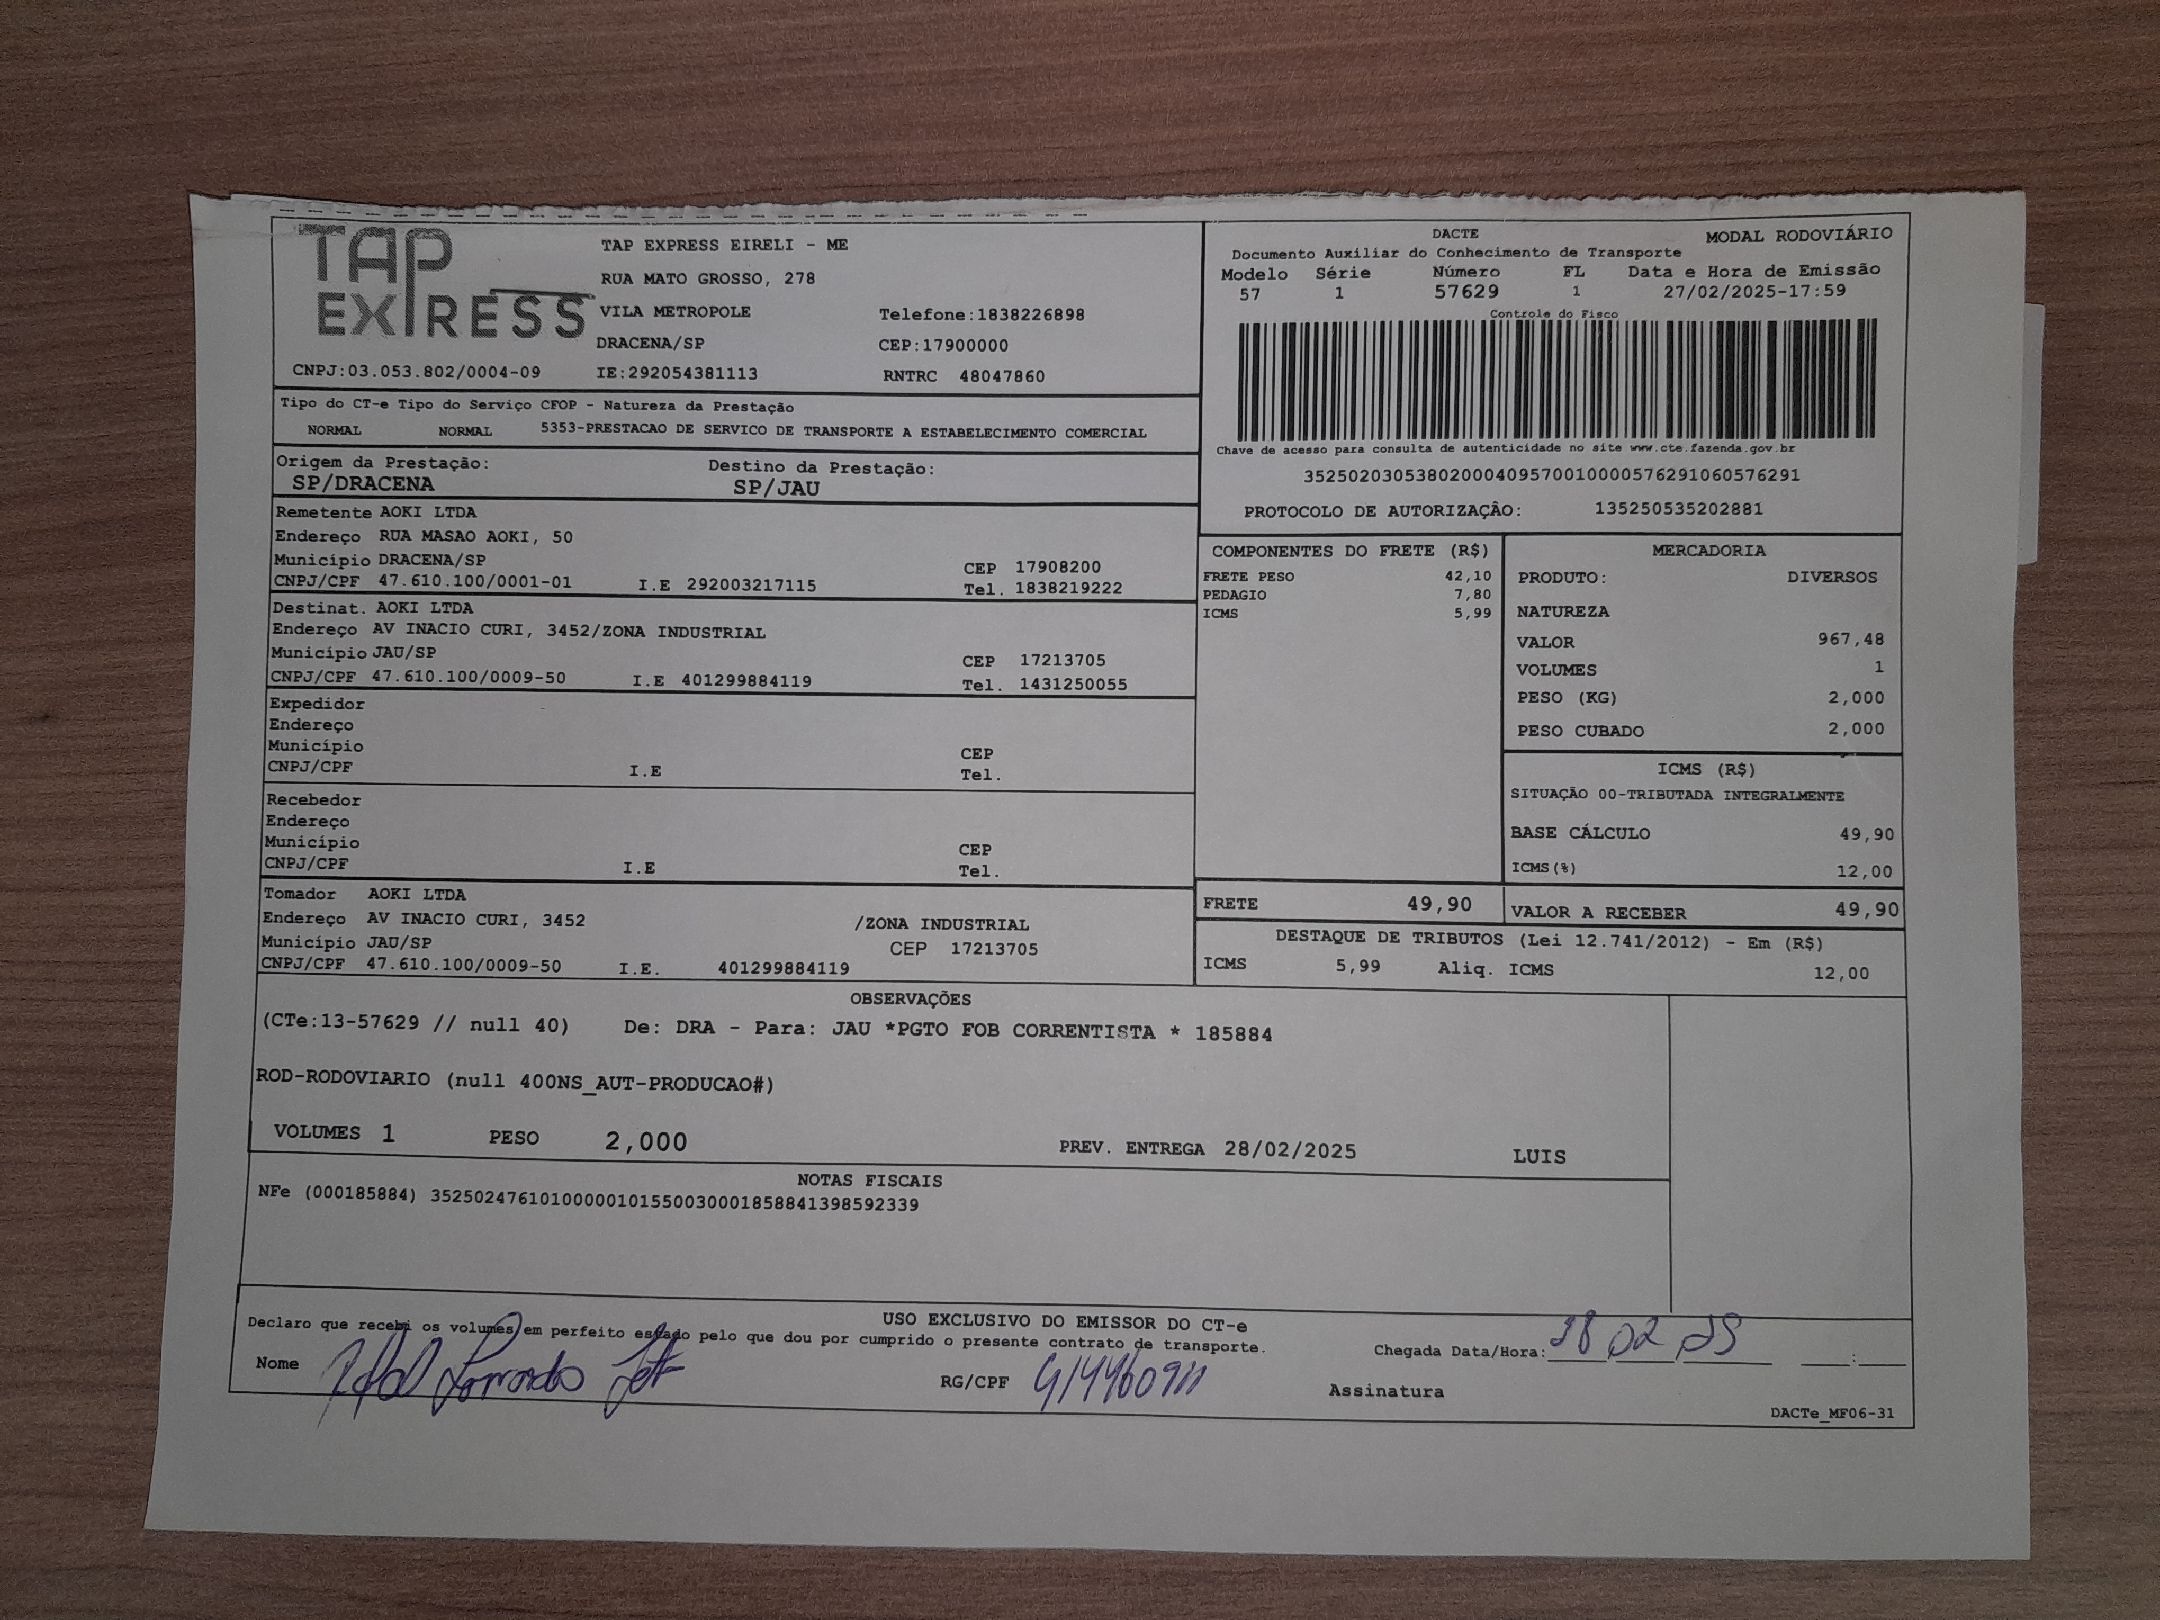 TAP
EXPRESS
TAP EXPRESS EIRELI - ME
RUA MATO GROSSO, 278
VILA METROPOLE Telefone:1838226898
DRACENA/SP CEP:17900000
CNPJ:03.053.802/0004-09 IE:292054381113 RNTRC 48047860
DACTE MODAL RODOVIÁRIO
Documento Auxiliar do Conhecimento de Transporte
Modelo Série Número FL Data e Hora de Emissão
57 1 57629 1 27/02/2025-17:59
Controle do Fisco
Chave de acesso para consulta de autenticidade no site www.cte.fazenda.gov.br
35250203053802000409570010000576291060576291
PROTOCOLO DE AUTORIZAÇÃO: 135250535202881
Tipo do CT-e Tipo do Serviço CFOP - Natureza da Prestação
NORMAL NORMAL 5353-PRESTACAO DE SERVICO DE TRANSPORTE A ESTABELECIMENTO COMERCIAL
Origem da Prestação: Destino da Prestação:
SP/DRACENA SP/JAU
Remetente AOKI LTDA
Endereço RUA MASAO AOKI, 50
Município DRACENA/SP CEP 17908200
CNPJ/CPF 47.610.100/0001-01 I.E 292003217115 Tel. 1838219222
Destinat. AOKI LTDA
Endereço AV INACIO CURI, 3452/ZONA INDUSTRIAL
Município JAU/SP CEP 17213705
CNPJ/CPF 47.610.100/0009-50 I.E 401299884119 Tel. 1431250055
Expedidor
Endereço
Município CEP
CNPJ/CPF I.E Tel.
Recebedor
Endereço
Município CEP
CNPJ/CPF I.E Tel.
Tomador AOKI LTDA
Endereço AV INACIO CURI, 3452 /ZONA INDUSTRIAL
Município JAU/SP CEP 17213705
CNPJ/CPF 47.610.100/0009-50 I.E. 401299884119
COMPONENTES DO FRETE (R$)
FRETE PESO 42,10
PEDAGIO 7,80
ICMS 5,99
MERCADORIA
PRODUTO: DIVERSOS
NATUREZA
VALOR 967,48
VOLUMES 1
PESO (KG) 2,000
PESO CUBADO 2,000
ICMS (R$)
SITUAÇÃO 00-TRIBUTADA INTEGRALMENTE
BASE CÁLCULO 49,90
ICMS(%) 12,00
FRETE 49,90 VALOR A RECEBER 49,90
DESTAQUE DE TRIBUTOS (Lei 12.741/2012) - Em (R$)
ICMS 5,99 Aliq. ICMS 12,00
OBSERVAÇÕES
(CTe:13-57629 // null 40) De: DRA - Para: JAU *PGTO FOB CORRENTISTA * 185884
ROD-RODOVIARIO (null 400NS_AUT-PRODUCAO#)
VOLUMES 1 PESO 2,000 PREV. ENTREGA 28/02/2025 LUIS
NOTAS FISCAIS
NFe (000185884) 35250247610100000101550030001858841398592339
USO EXCLUSIVO DO EMISSOR DO CT-e
Declaro que recebi os volumes em perfeito estado pelo que dou por cumprido o presente contrato de transporte.
Chegada Data/Hora: 02 25 :
Nome RG/CPF Assinatura
DACTe_MF06-31